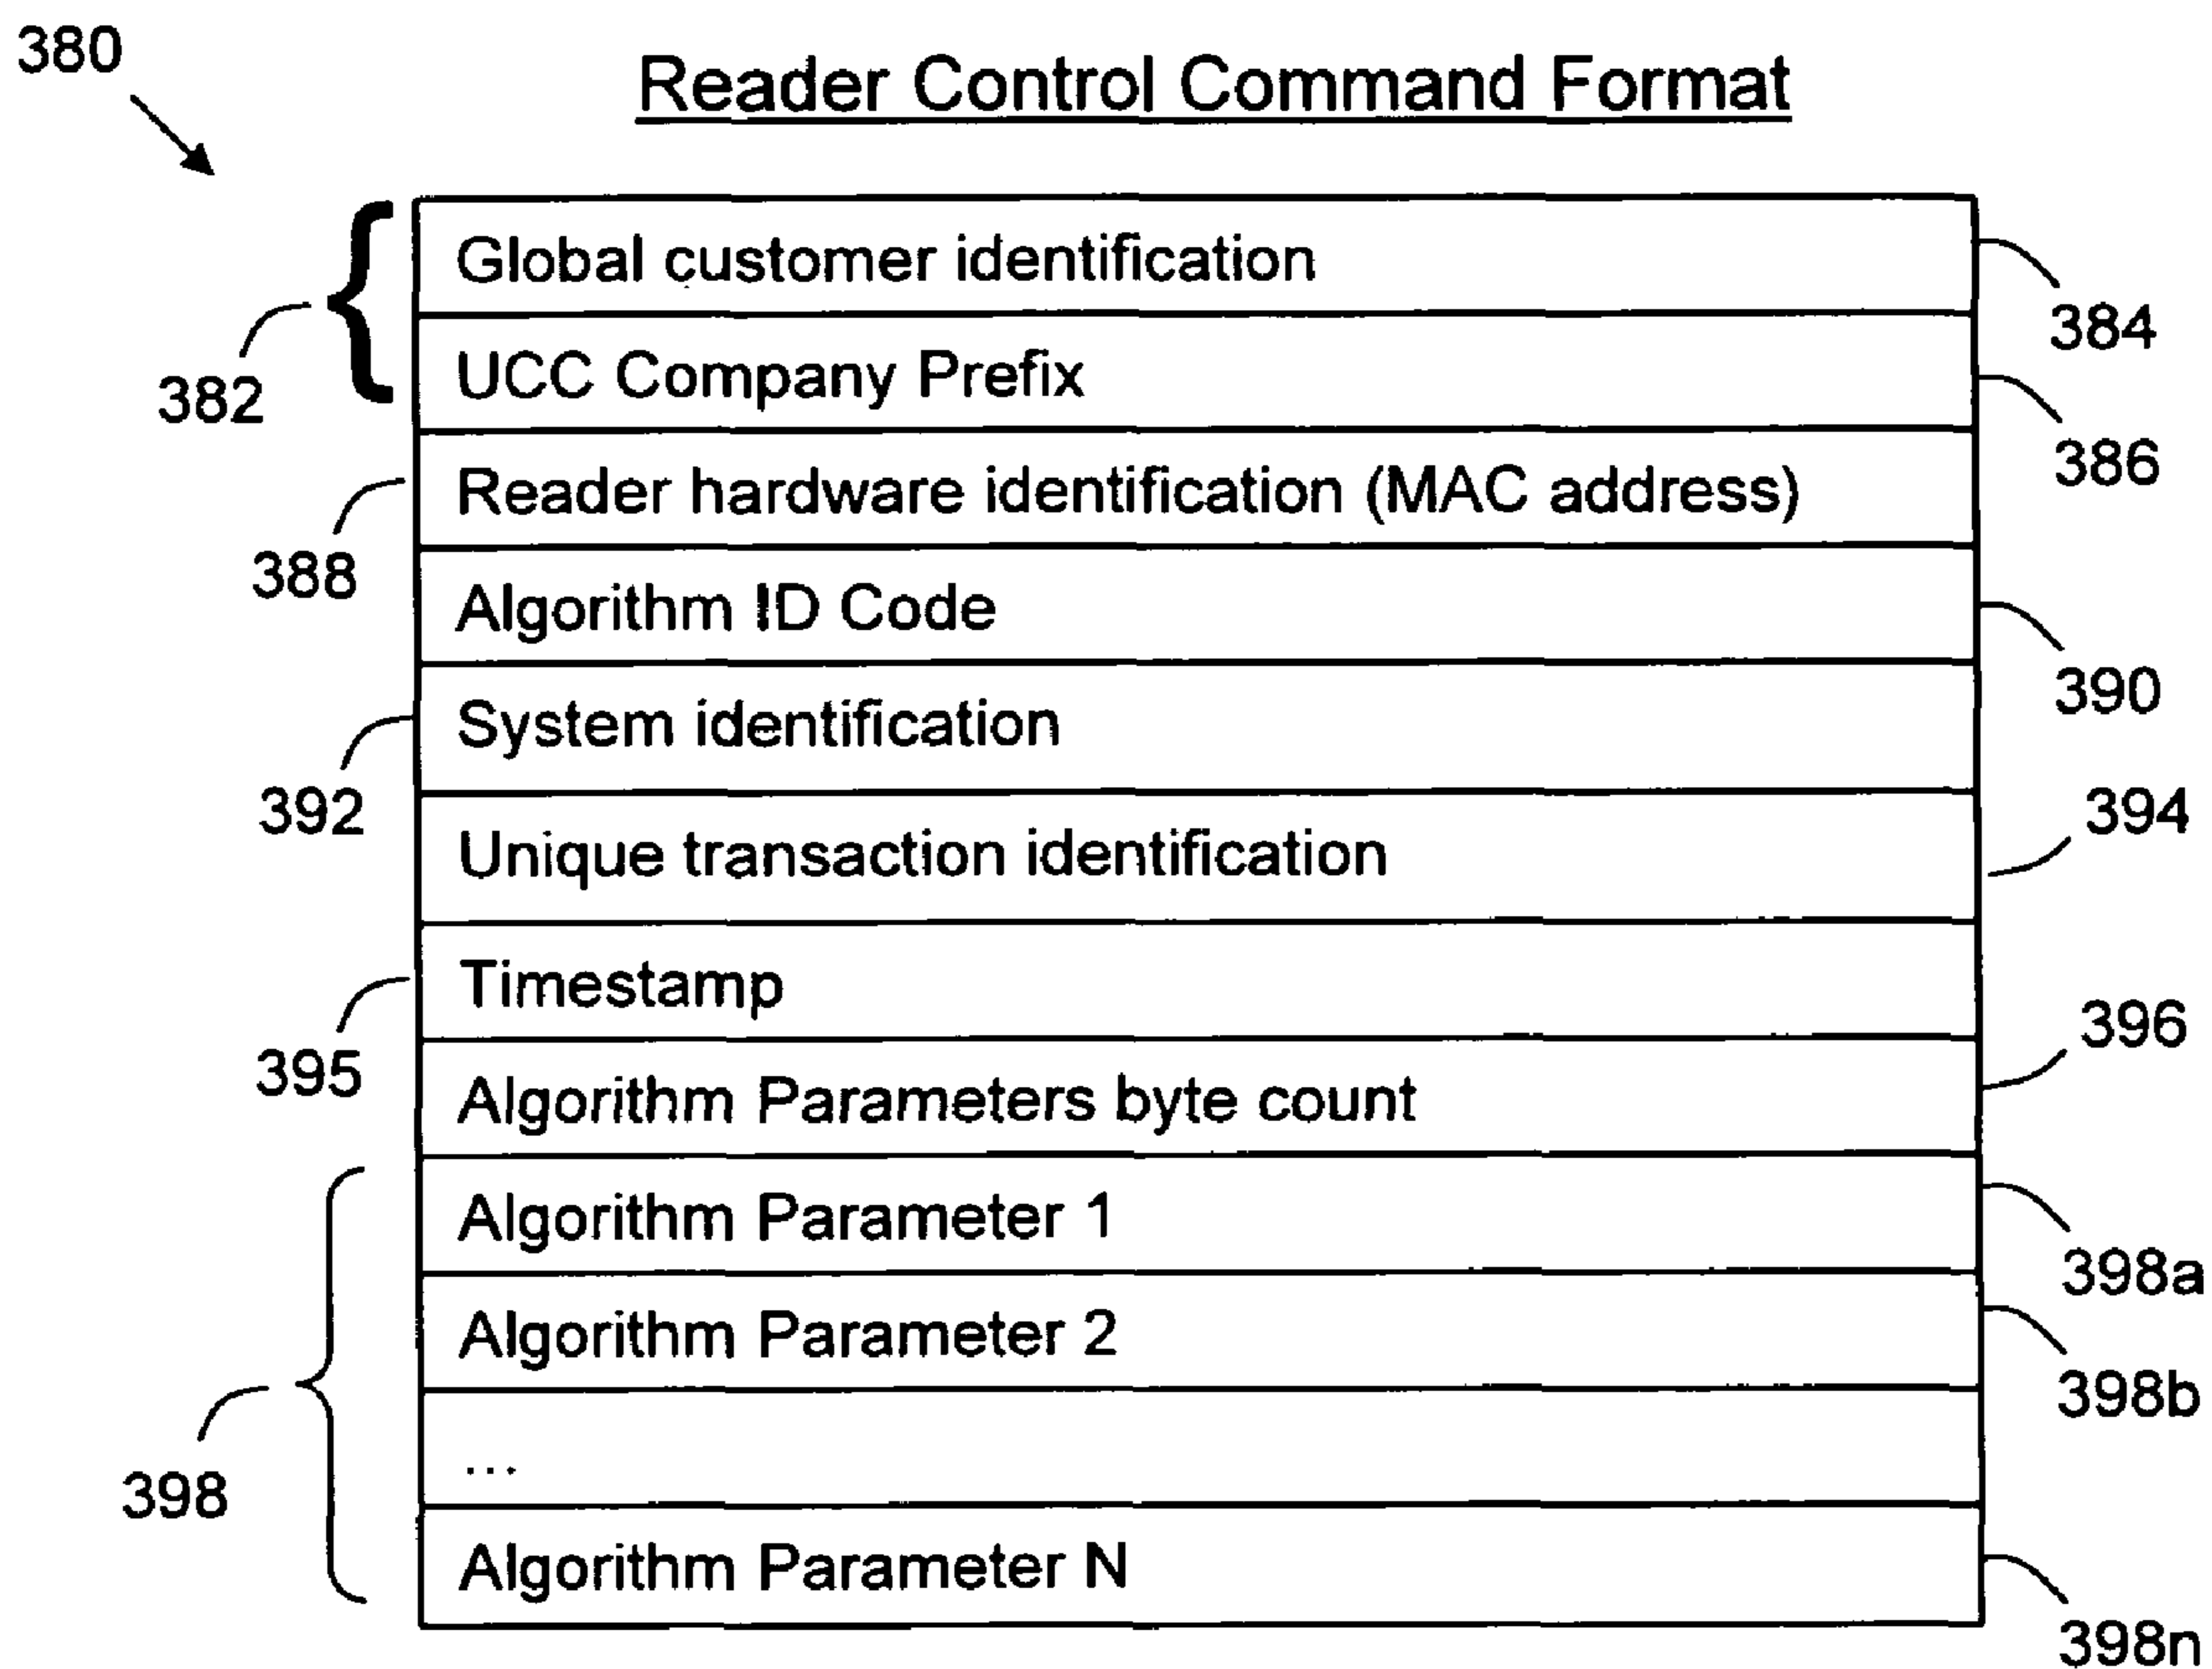 380
Reader Control Command Format
Global customer identification
384
UCC Company Prefix
382
386
Reader hardware identification (MAC address)
388
Algorithm ID Code
390
System identification
392
394
Unique transaction identification
Timestamp
395
396
Algorithm Parameters byte count
Algorithm Parameter 1
398a
Algorithm Parameter 2
398b
...
398
Algorithm Parameter N
398n